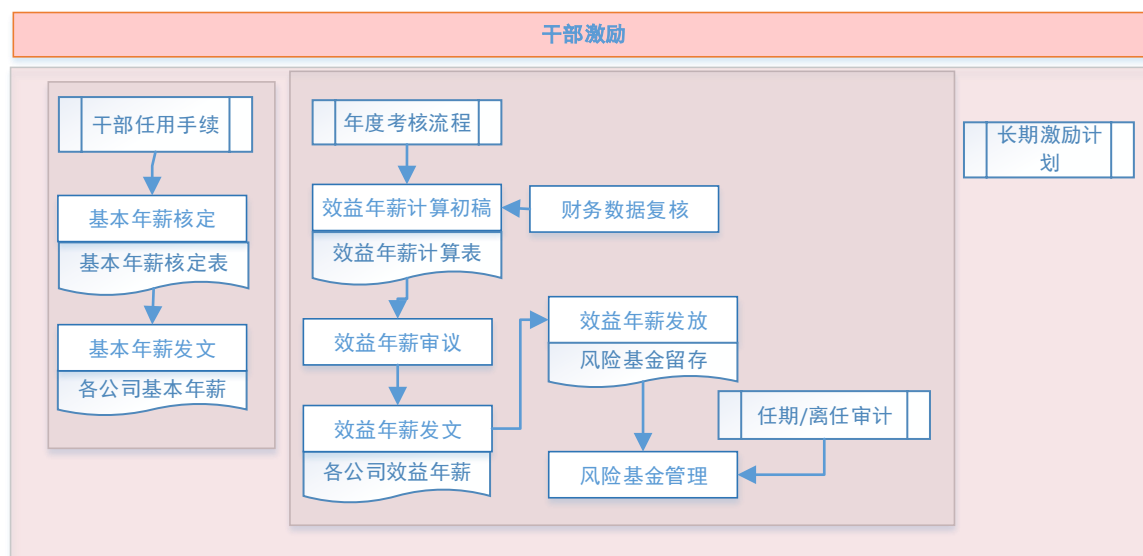 干部激励
干部任用手续
基本年薪核定
基本年薪核定表
基本年薪发文
各公司基本年薪
年度考核流程
效益年薪计算初稿
财务数据复核
效益年薪计算表
效益年薪审议
效益年薪发文
各公司效益年薪
效益年薪发放
风险基金留存
任期/离任审计
风险基金管理
长期激励计
划